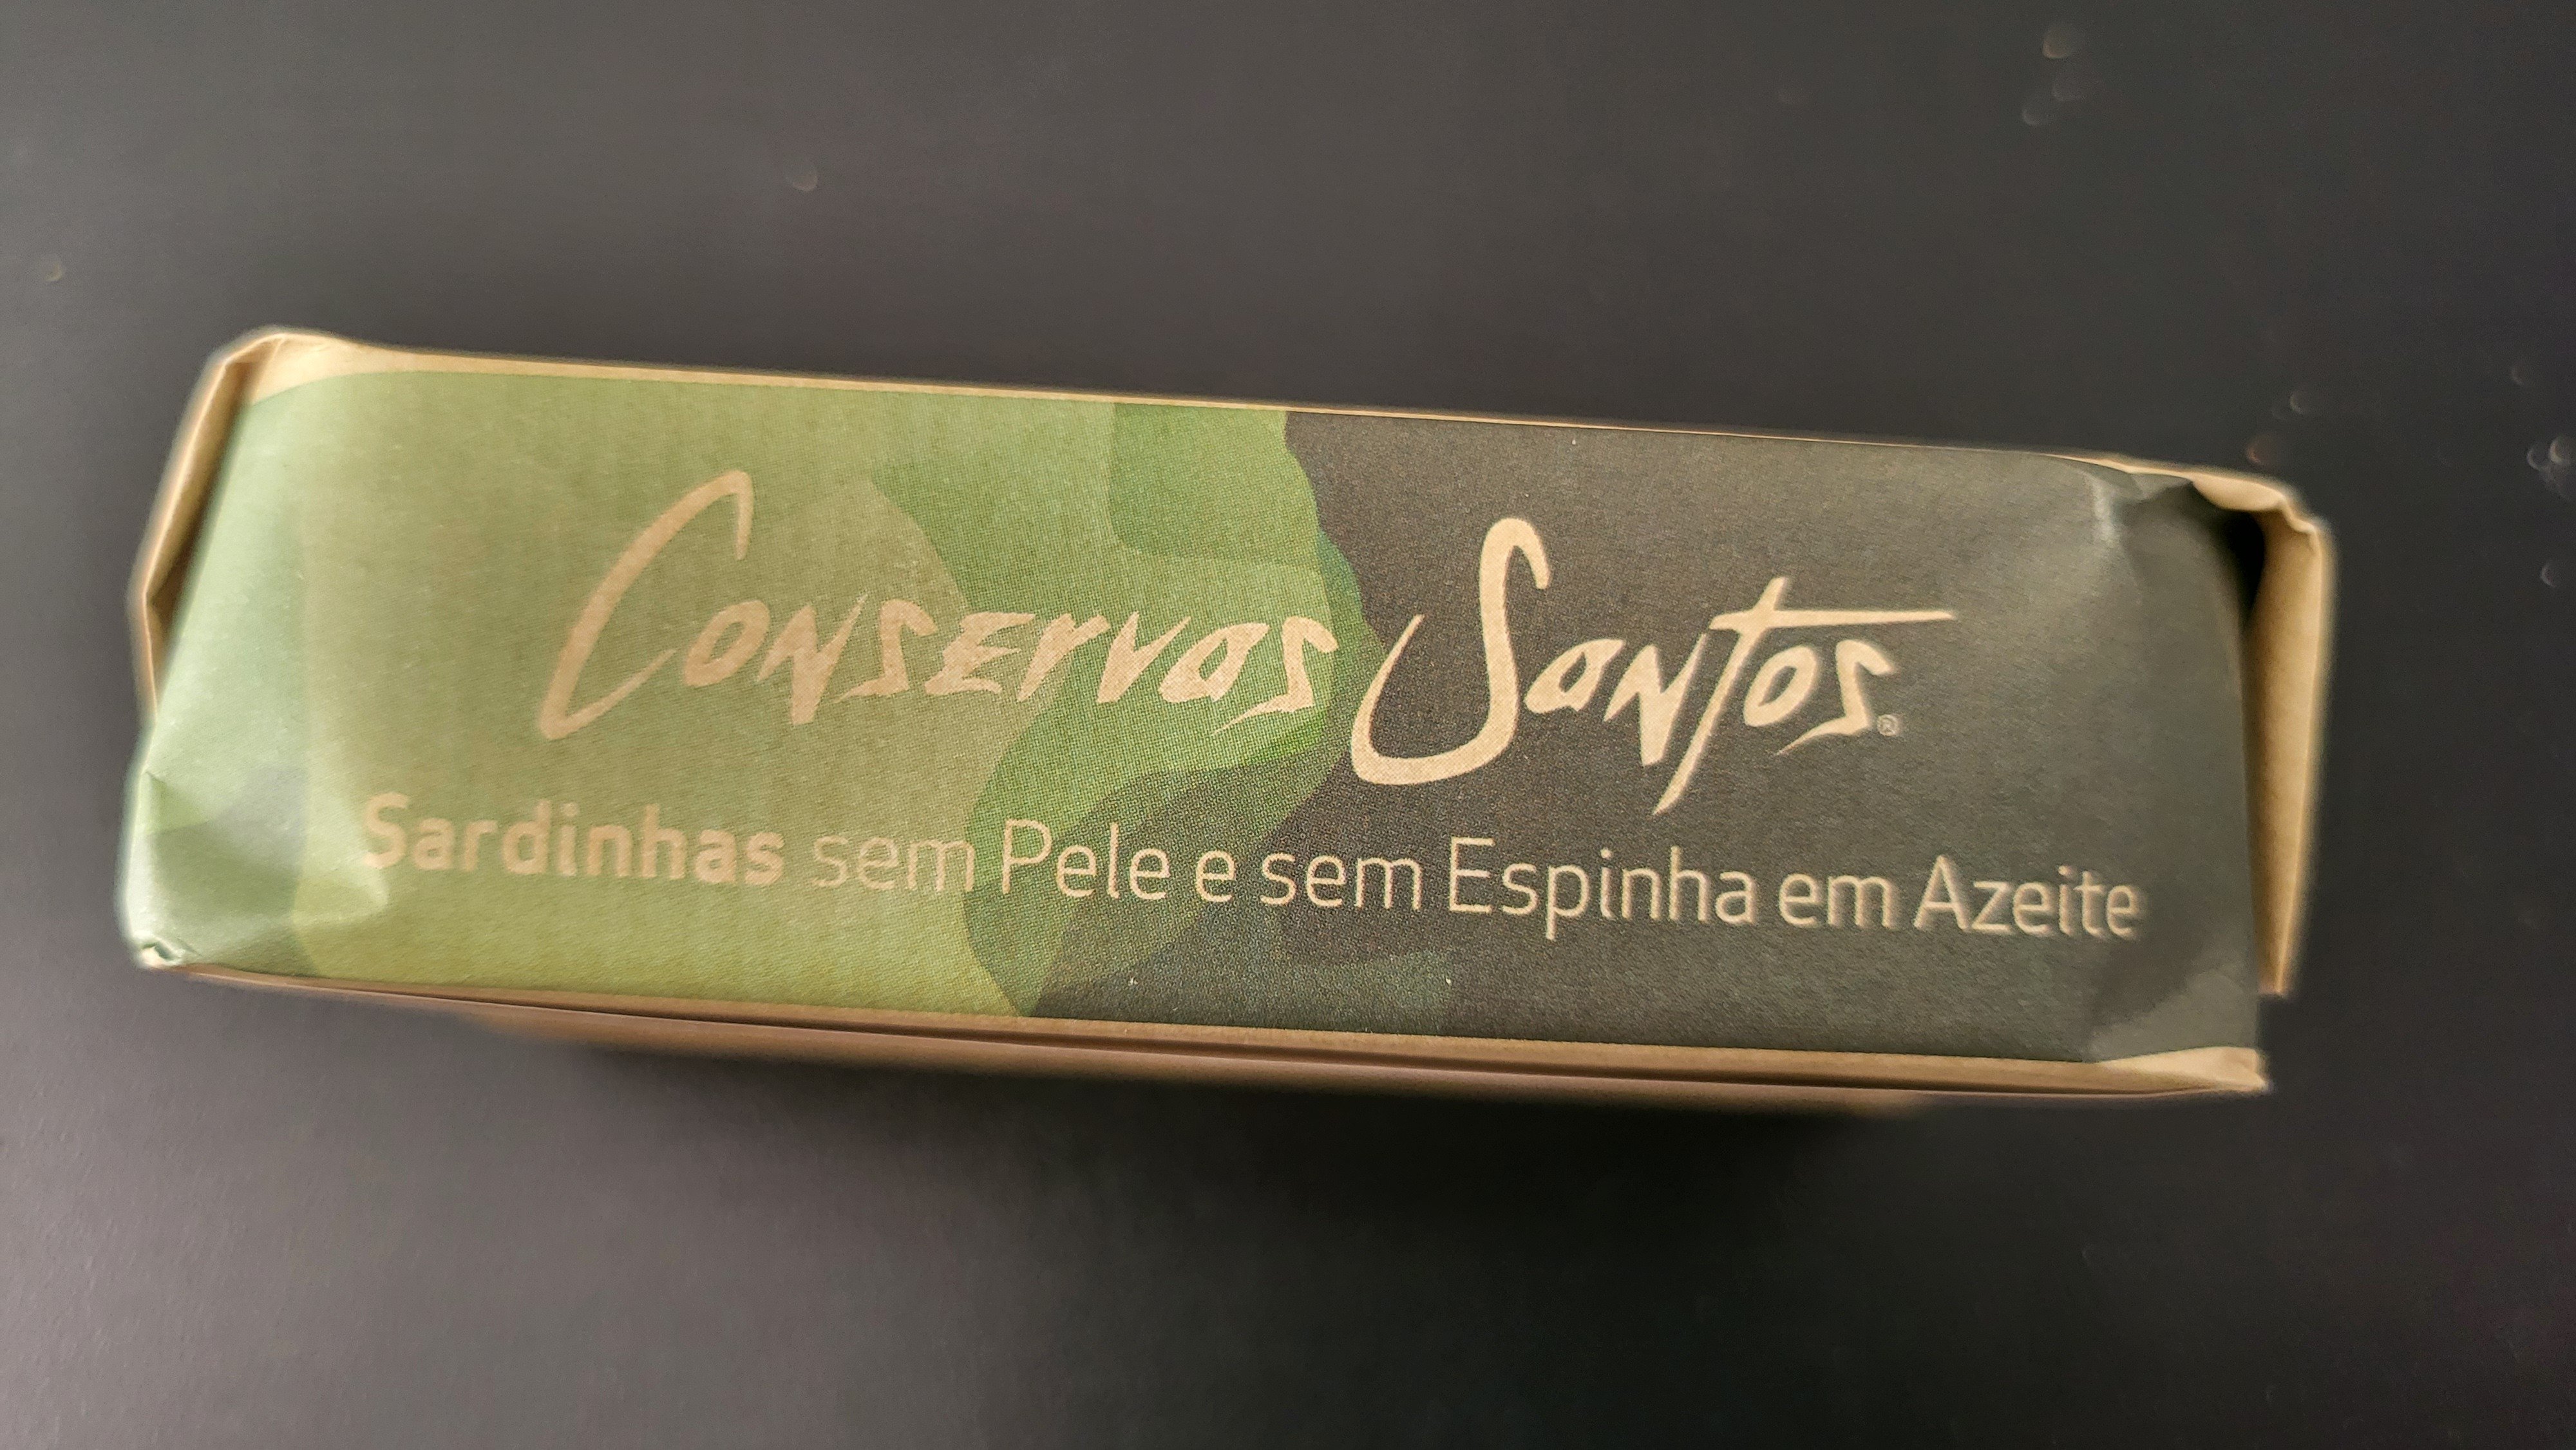 Conservas Santos®
Sardinhas sem Pele e sem Espinha em Azeite